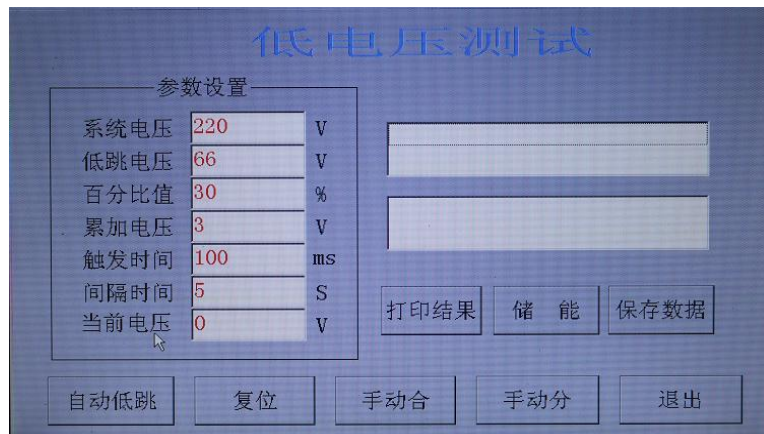 低电压测试
参数设置
系统电压 220 V
低跳电压 66 V
百分比值 30 %
累加电压 3 V
触发时间 100 ms
间隔时间 5 S
当前电压 0 V
打印结果 储 能 保存数据
自动低跳 复位 手动合 手动分 退出